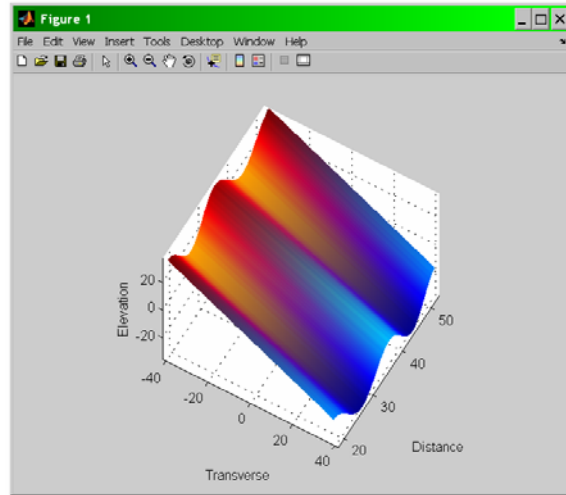 Figure 1
File Edit View Insert Tools Desktop Window Help
Elevation
20
0
-20
-40
-20
0
20
40
Transverse
20
30
40
50
Distance